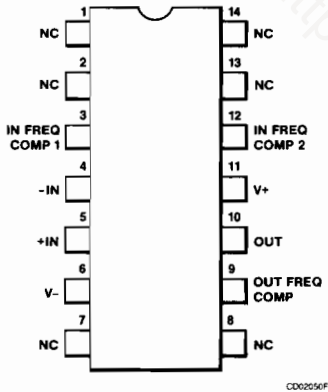 1 14
NC NC
2 13
NC NC
3 12
IN FREQ IN FREQ
COMP 1 COMP 2
4 11
-IN V+
5 10
+IN OUT
6 9
V- OUT FREQ
COMP
7 8
NC NC
CD02050F